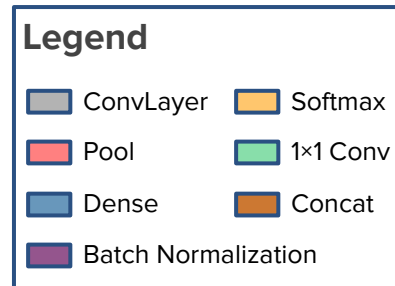 Legend
ConvLayer Softmax
Pool 1×1 Conv
Dense Concat
Batch Normalization